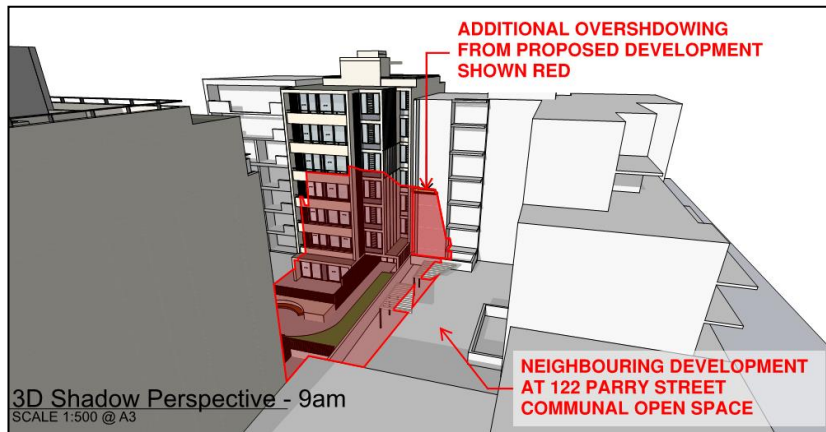 ADDITIONAL OVERSHDOWING
FROM PROPOSED DEVELOPMENT
SHOWN RED
NEIGHBOURING DEVELOPMENT
AT 122 PARRY STREET
COMMUNAL OPEN SPACE
3D Shadow Perspective - 9am
SCALE 1:500 @ A3